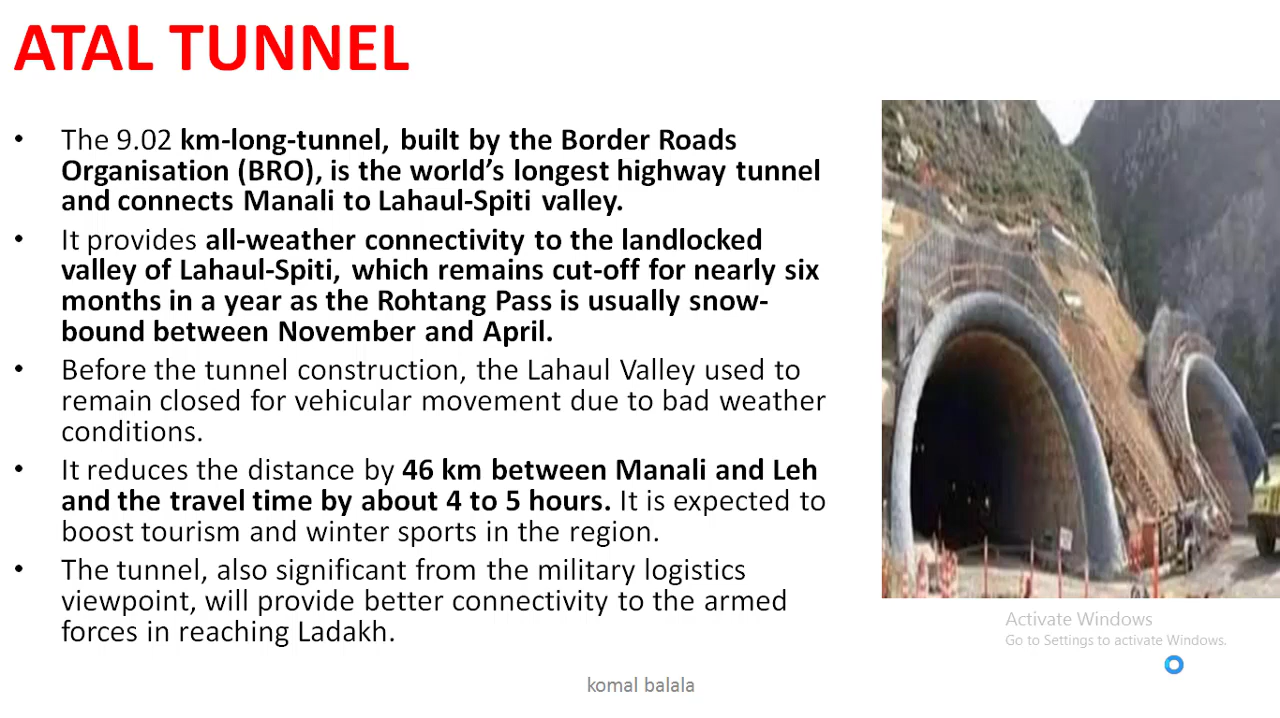 ATAL TUNNEL
• The 9.02 km-long-tunnel, built by the Border Roads
Organisation (BRO), is the world’s longest highway tunnel
and connects Manali to Lahaul-Spiti valley.
• It provides all-weather connectivity to the landlocked
valley of Lahaul-Spiti, which remains cut-off for nearly six
months in a year as the Rohtang Pass is usually snow-
bound between November and April.
• Before the tunnel construction, the Lahaul Valley used to
remain closed for vehicular movement due to bad weather
conditions.
• It reduces the distance by 46 km between Manali and Leh
and the travel time by about 4 to 5 hours. It is expected to
boost tourism and winter sports in the region.
• The tunnel, also significant from the military logistics
viewpoint, will provide better connectivity to the armed
forces in reaching Ladakh.
Activate Windows
Go to Settings to activate Windows.
komal balala